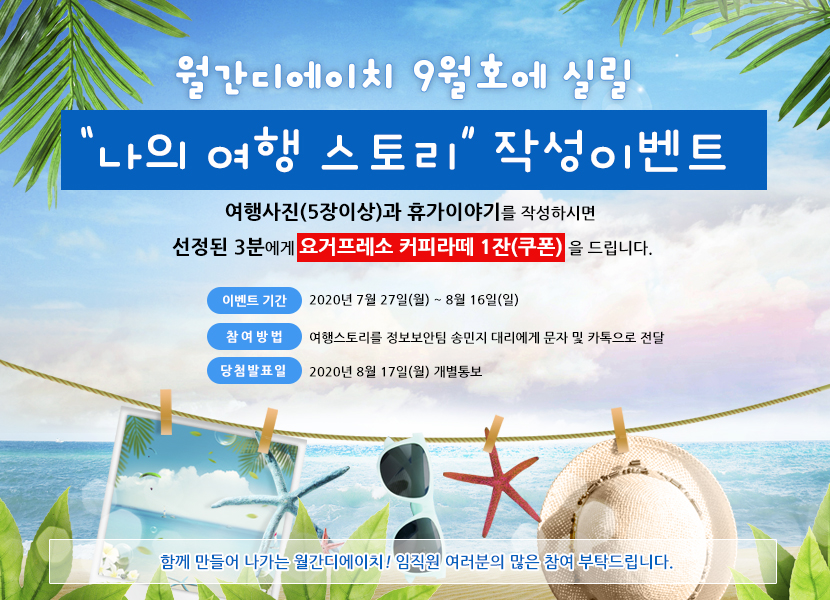 월간디에이치 9월호에 실릴
"나의 여행 스토리" 작성이벤트
여행사진(5장이상)과 휴가이야기를 작성하시면
선정된 3분에게 요거프레소 커피라떼 1잔(쿠폰) 을 드립니다.
이벤트 기간 2020년 7월 27일(월) ~ 8월 16일(일)
참여방법 여행스토리를 정보보안팀 송민지 대리에게 문자 및 카톡으로 전달
당첨발표일 2020년 8월 17일(월) 개별통보
함께 만들어 나가는 월간디에이치! 임직원 여러분의 많은 참여 부탁드립니다.